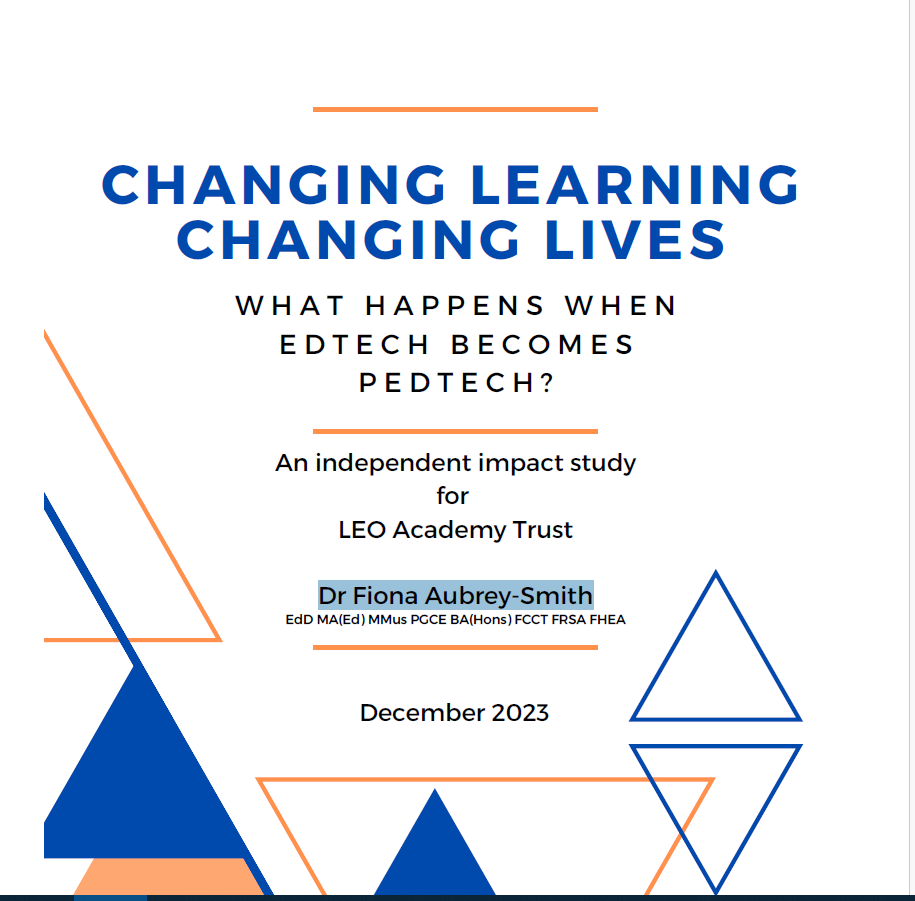 CHANGING LEARNING
CHANGING LIVES
WHAT HAPPENS WHEN
EDTECH BECOMES
PEDTECH?
An independent impact study
for
LEO Academy Trust
Dr Fiona Aubrey-Smith
EdD MA(Ed) MMus PGCE BA(Hons) FCCT FRSA FHEA
December 2023